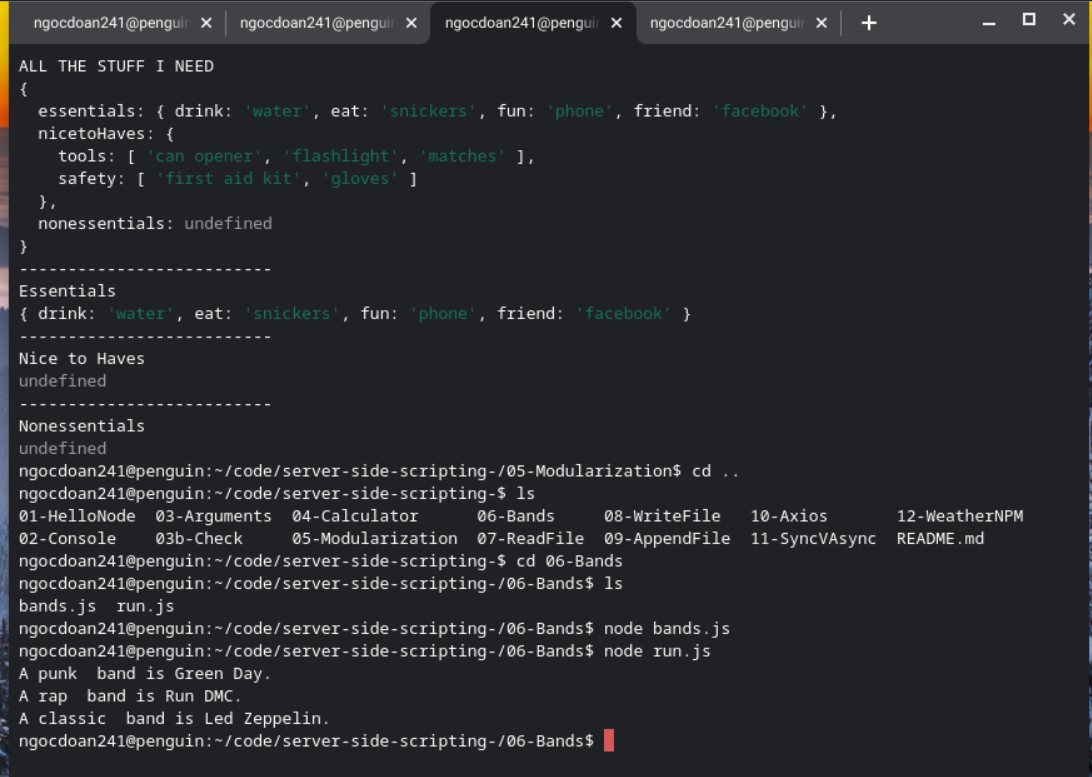 ngocdoan241@pengui ngocdoan241@pengui ngocdoan241@pengui ngocdoan241@pengui
ALL THE STUFF I NEED
{
  essentials: { drink: 'water', eat: 'snickers', fun: 'phone', friend: 'facebook' },
  nicetoHaves: {
    tools: [ 'can opener', 'flashlight', 'matches' ],
    safety: [ 'first aid kit', 'gloves' ]
  },
  nonessentials: undefined
}
--------------------------
Essentials
{ drink: 'water', eat: 'snickers', fun: 'phone', friend: 'facebook' }
--------------------------
Nice to Haves
undefined
--------------------------
Nonessentials
undefined
ngocdoan241@penguin:~/code/server-side-scripting-/05-Modularization$ cd ..
ngocdoan241@penguin:~/code/server-side-scripting-$ ls
01-HelloNode  03-Arguments  04-Calculator      06-Bands     08-WriteFile   10-Axios       12-WeatherNPM
02-Console    03b-Check     05-Modularization  07-ReadFile  09-AppendFile  11-SyncVAsync  README.md
ngocdoan241@penguin:~/code/server-side-scripting-$ cd 06-Bands
ngocdoan241@penguin:~/code/server-side-scripting-/06-Bands$ ls
bands.js  run.js
ngocdoan241@penguin:~/code/server-side-scripting-/06-Bands$ node bands.js
ngocdoan241@penguin:~/code/server-side-scripting-/06-Bands$ node run.js
A punk  band is Green Day.
A rap  band is Run DMC.
A classic  band is Led Zeppelin.
ngocdoan241@penguin:~/code/server-side-scripting-/06-Bands$